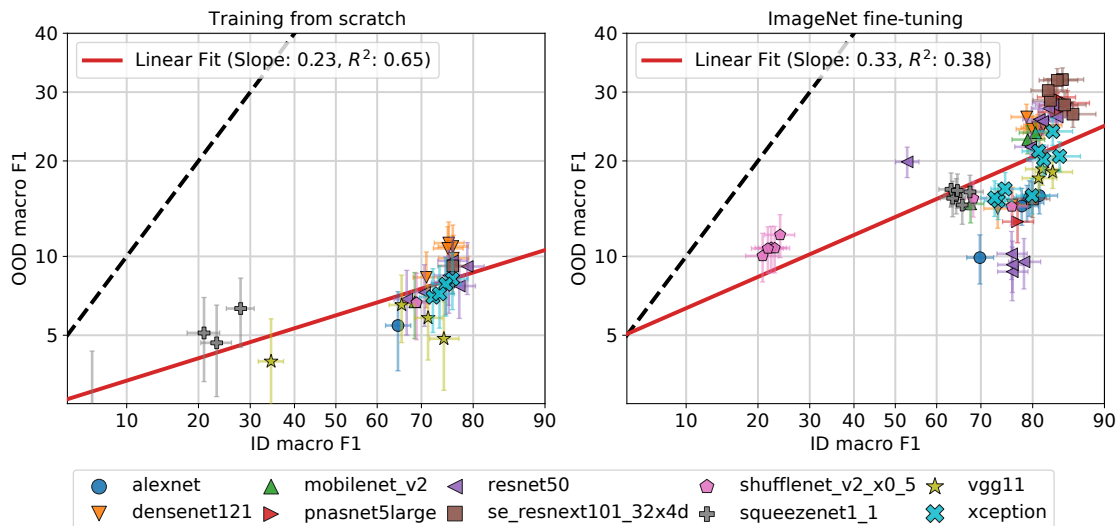 Training from scratch
ImageNet fine-tuning
40
30
20
10
5
OOD macro F1
Linear Fit (Slope: 0.23, R²: 0.65)
10 20 30 40 50 60 70 80 90
ID macro F1
40
30
20
10
5
OOD macro F1
Linear Fit (Slope: 0.33, R²: 0.38)
10 20 30 40 50 60 70 80 90
ID macro F1
alexnet mobilenet_v2 resnet50 shufflenet_v2_x0_5 vgg11
densenet121 pnasnet5large se_resnext101_32x4d squeezenet1_1 xception